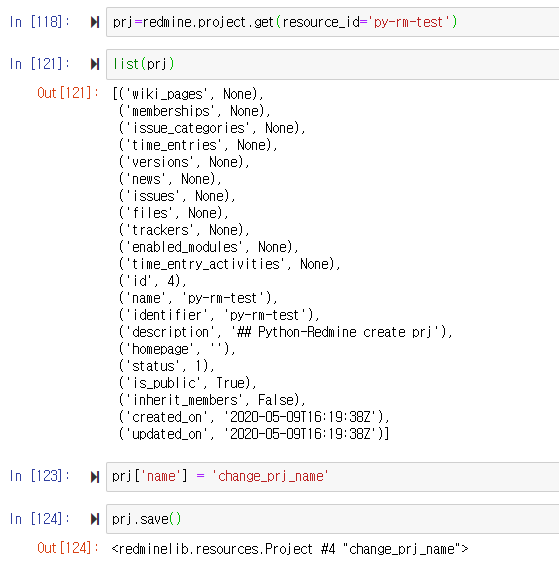 In [118]: prj=redmine.project.get(resource_id='py-rm-test')
In [121]: list(prj)
Out[121]: [('wiki_pages', None),
('memberships', None),
('issue_categories', None),
('time_entries', None),
('versions', None),
('news', None),
('issues', None),
('files', None),
('trackers', None),
('enabled_modules', None),
('time_entry_activities', None),
('id', 4),
('name', 'py-rm-test'),
('identifier', 'py-rm-test'),
('description', '## Python-Redmine create prj'),
('homepage', ''),
('status', 1),
('is_public', True),
('inherit_members', False),
('created_on', '2020-05-09T16:19:38Z'),
('updated_on', '2020-05-09T16:19:38Z')]
In [123]: prj['name'] = 'change_prj_name'
In [124]: prj.save()
Out[124]: <redminelib.resources.Project #4 "change_prj_name">